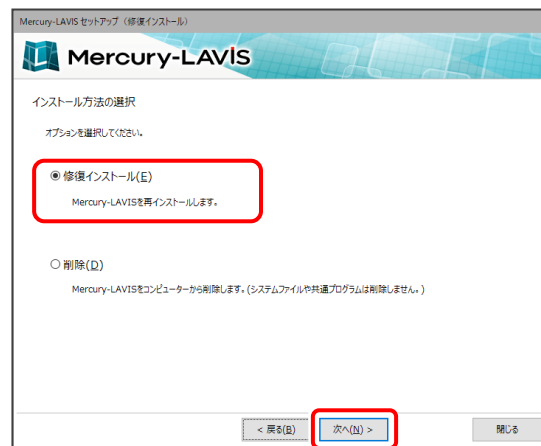 Mercury-LAVIS セットアップ (修復インストール)
Mercury-LAVIS
インストール方法の選択
オプションを選択してください。
修復インストール(E)
Mercury-LAVISを再インストールします。
削除(D)
Mercury-LAVISをコンピューターから削除します。(システムファイルや共通プログラムは削除しません。)
< 戻る(B) 次へ(N) > 閉じる